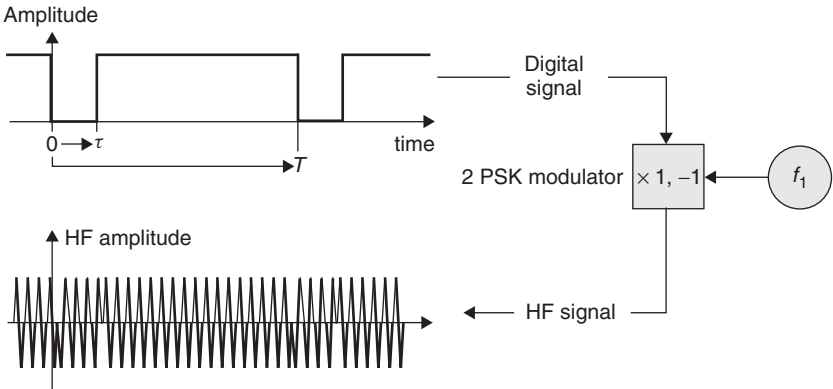 Amplitude
Digital
signal
0
τ
T
time
2 PSK modulator
× 1, −1
f1
HF amplitude
HF signal